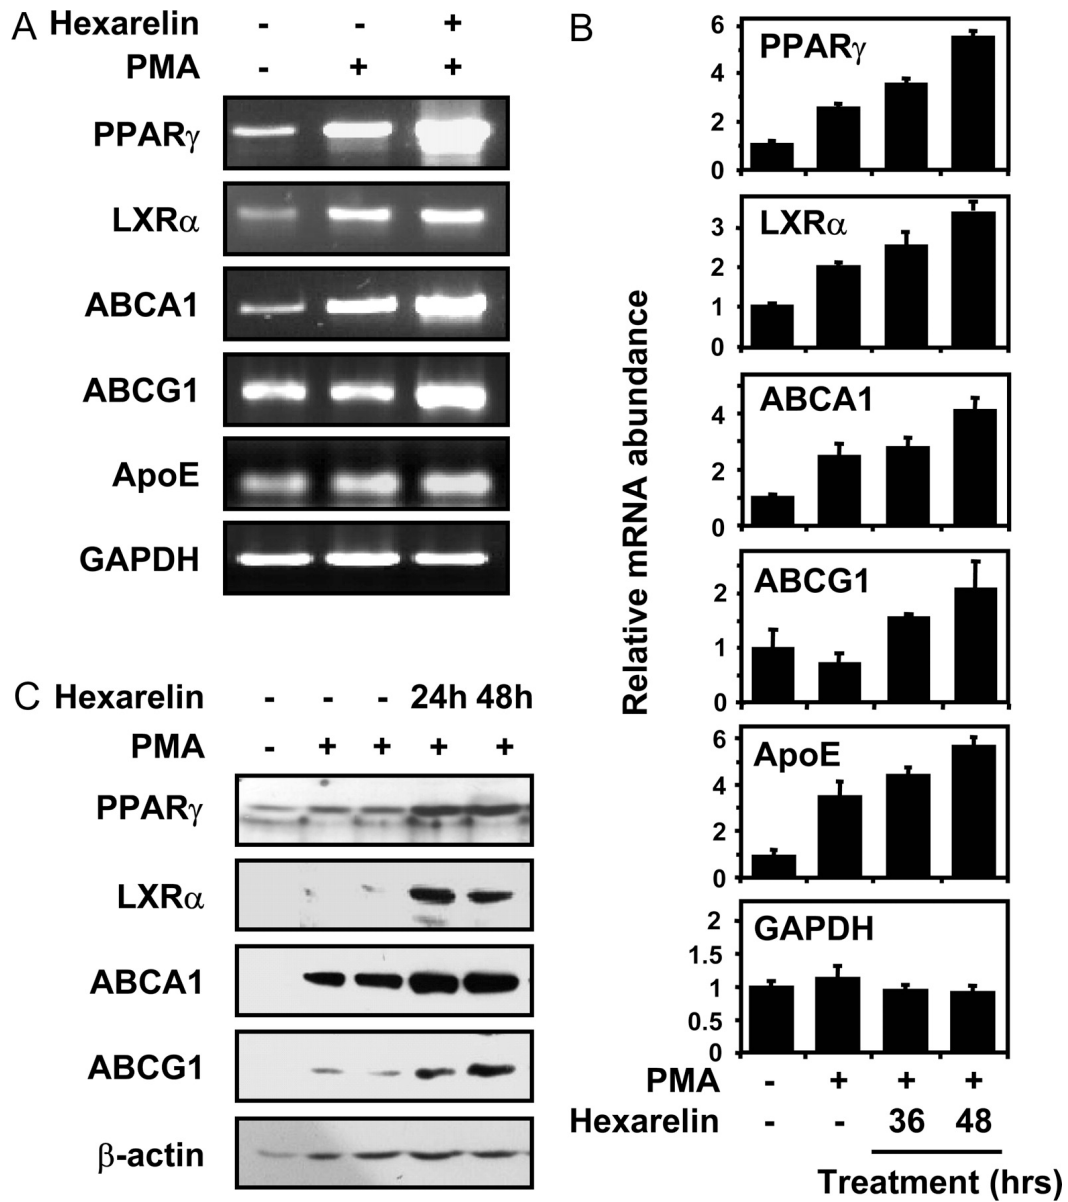 A Hexarelin - - +
PMA - + +
PPARγ
LXRα
ABCA1
ABCG1
ApoE
GAPDH
B
Relative mRNA abundance
PPARγ
6
4
2
0
LXRα
3
2
1
0
ABCA1
4
2
0
ABCG1
2
1
0
ApoE
6
4
2
0
GAPDH
2
1.5
1
0.5
0
PMA - + + +
Hexarelin - - 36 48
Treatment (hrs)
C Hexarelin - - - 24h 48h
PMA - + + + +
PPARγ
LXRα
ABCA1
ABCG1
β-actin